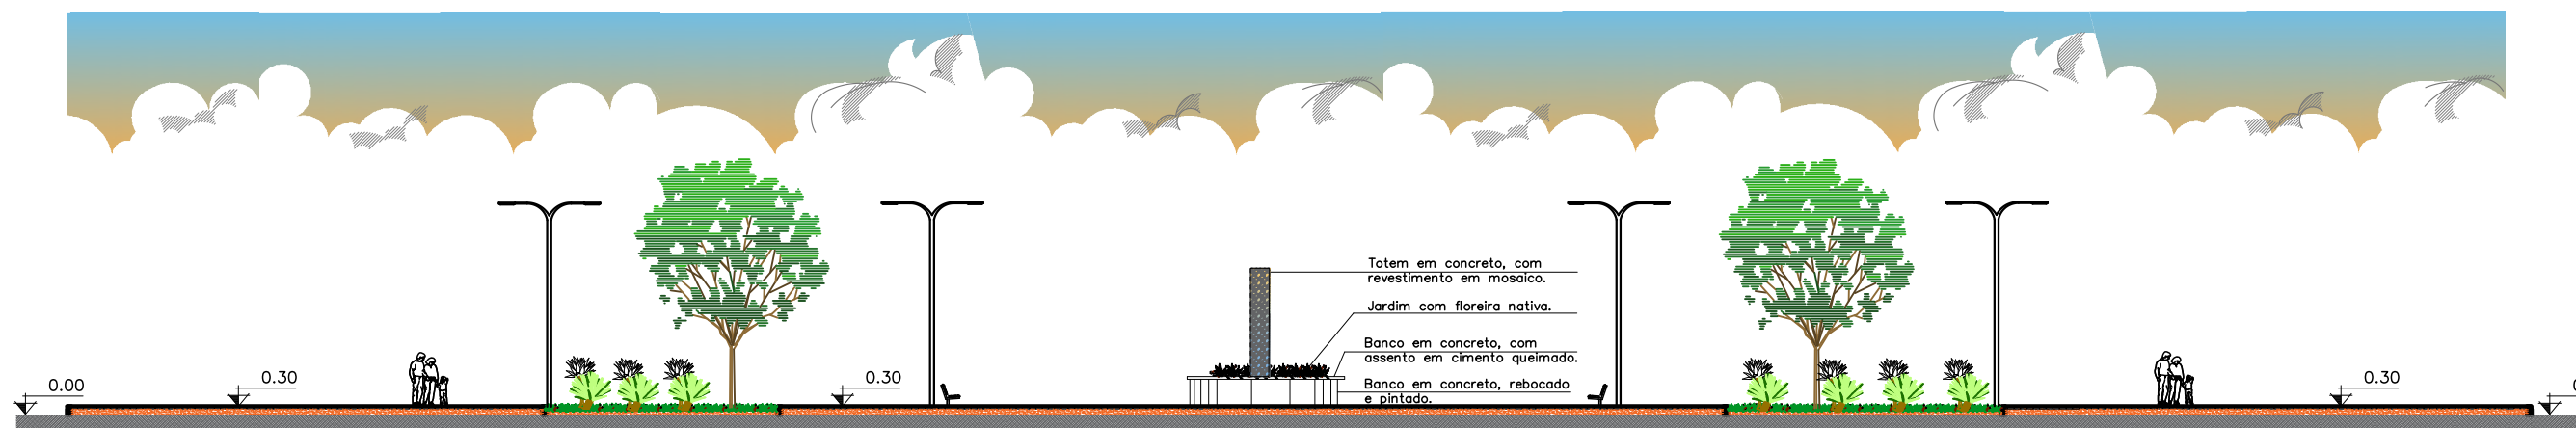 Totem em concreto, com
revestimento em mosaico.
Jardim com floreira nativa.
Banco em concreto, com
assento em cimento queimado.
Banco em concreto, rebocado
e pintado.
0.00
0.30
0.30
0.30